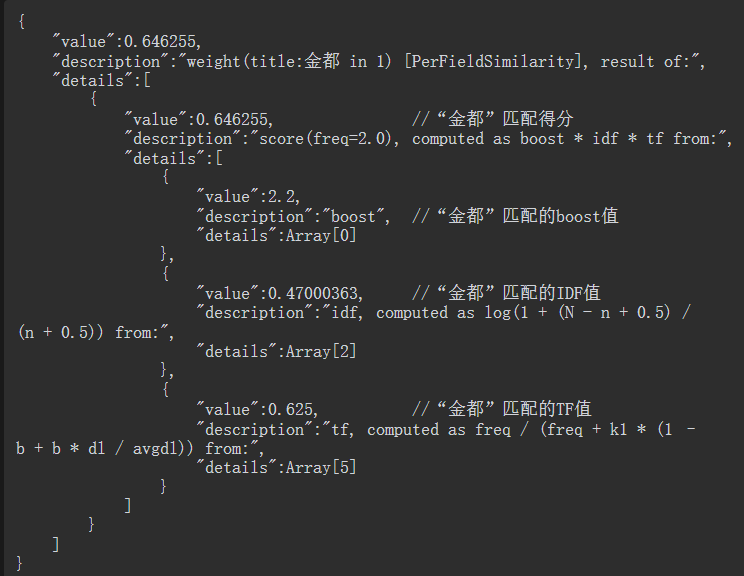 {
"value":0.646255,
"description":"weight(title:金都 in 1) [PerFieldSimilarity], result of:",
"details":[
{
"value":0.646255, //“金都”匹配得分
"description":"score(freq=2.0), computed as boost * idf * tf from:",
"details":[
{
"value":2.2,
"description":"boost", //“金都”匹配的boost值
"details":Array[0]
},
{
"value":0.47000363, //“金都”匹配的IDF值
"description":"idf, computed as log(1 + (N - n + 0.5) /
(n + 0.5)) from:",
"details":Array[2]
},
{
"value":0.625, //“金都”匹配的TF值
"description":"tf, computed as freq / (freq + k1 * (1 -
b + b * dl / avgdl)) from:",
"details":Array[5]
}
]
}
]
}